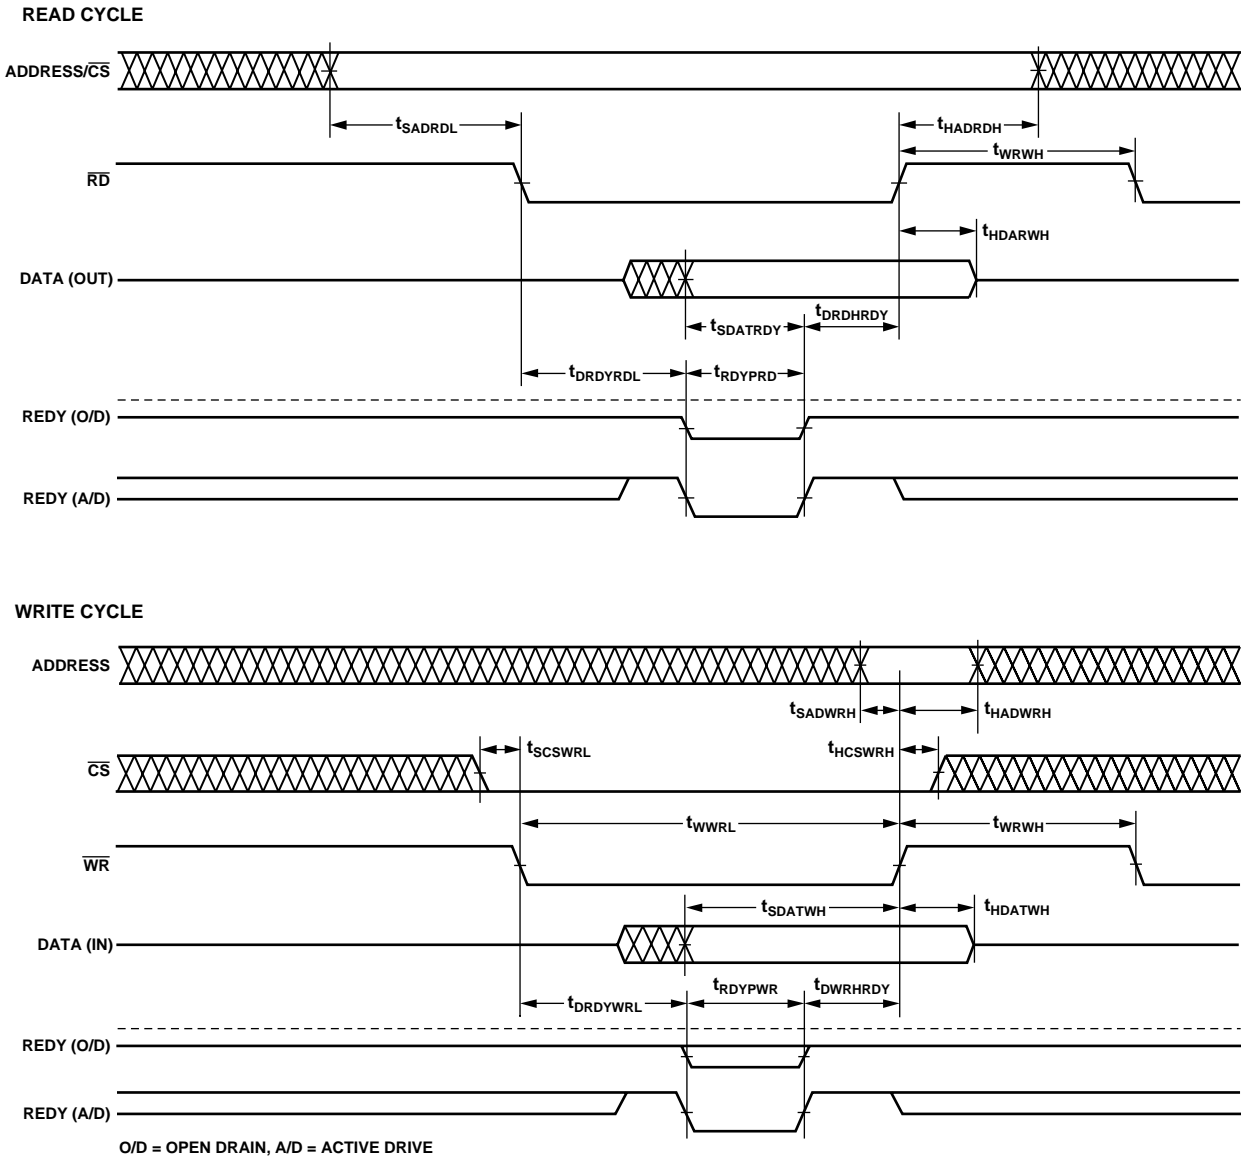 READ CYCLE
ADDRESS/CS
tSADRDL
tHADRDH
tWRWH
RD
tHDARWH
DATA (OUT)
tSDATRDY
tDRDHRDY
tDRDYRDL
tRDYPRD
REDY (O/D)
REDY (A/D)
WRITE CYCLE
ADDRESS
tSADWRH
tHADWRH
tSCSWRL
tHCSWRH
CS
tWWRL
tWRWH
WR
tSDATWH
tHDATWH
DATA (IN)
tRDYPWR
tDWRHRDY
tDRDYWRL
REDY (O/D)
REDY (A/D)
O/D = OPEN DRAIN, A/D = ACTIVE DRIVE